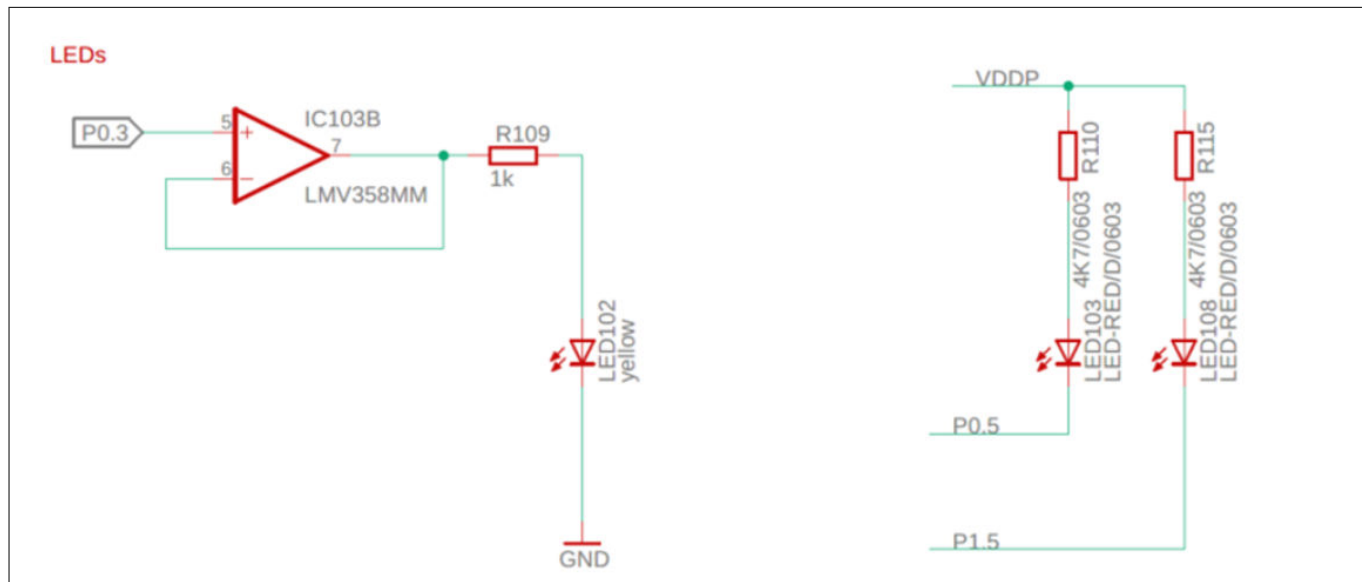 LEDs
P0.3
5
+
6
−
7
IC103B
LMV358MM
R109
1k
LED102
yellow
GND
VDDP
R110
4K7/0603
LED103
LED-RED/D/0603
R115
4K7/0603
LED108
LED-RED/D/0603
P0.5
P1.5